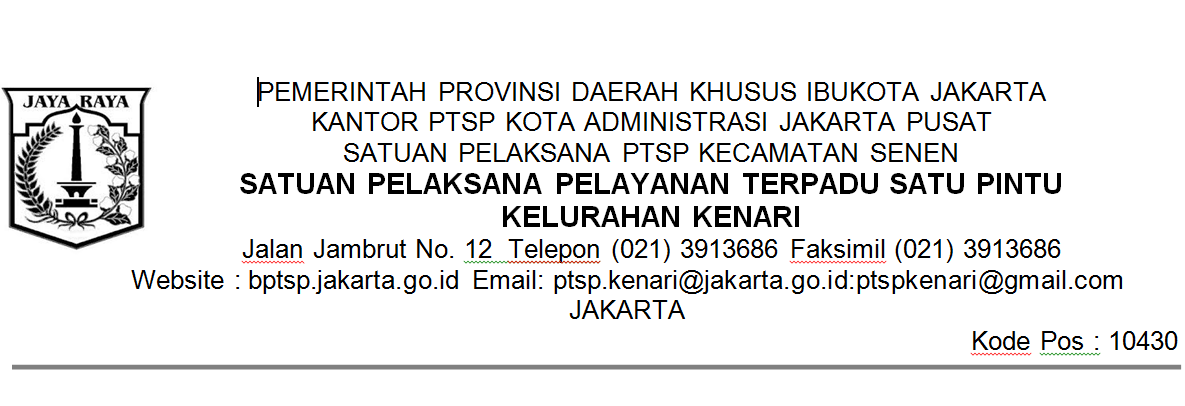 JAYA RAYA
PEMERINTAH PROVINSI DAERAH KHUSUS IBUKOTA JAKARTA
KANTOR PTSP KOTA ADMINISTRASI JAKARTA PUSAT
SATUAN PELAKSANA PTSP KECAMATAN SENEN
SATUAN PELAKSANA PELAYANAN TERPADU SATU PINTU
KELURAHAN KENARI
Jalan Jambrut No. 12 Telepon (021) 3913686 Faksimil (021) 3913686
Website : bptsp.jakarta.go.id Email: ptsp.kenari@jakarta.go.id:ptspkenari@gmail.com
JAKARTA
Kode Pos : 10430